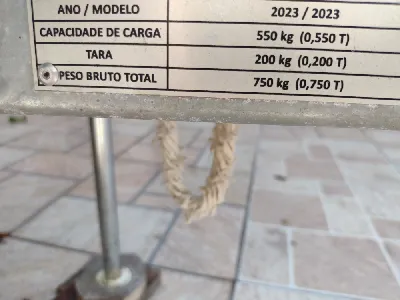 ANO / MODELO 2023 / 2023
CAPACIDADE DE CARGA 550 kg (0,550 T)
TARA 200 kg (0,200 T)
PESO BRUTO TOTAL 750 kg (0,750 T)